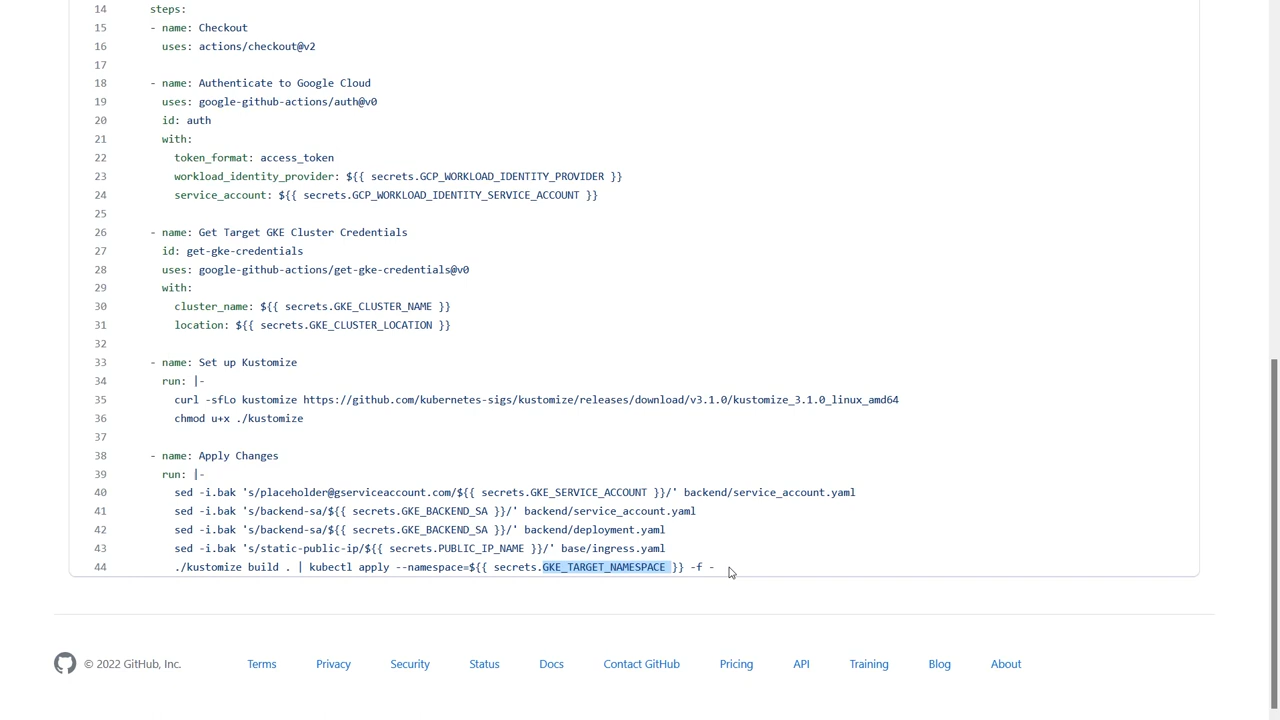 14 steps:
15 - name: Checkout
16 uses: actions/checkout@v2
17
18 - name: Authenticate to Google Cloud
19 uses: google-github-actions/auth@v0
20 id: auth
21 with:
22 token_format: access_token
23 workload_identity_provider: ${{ secrets.GCP_WORKLOAD_IDENTITY_PROVIDER }}
24 service_account: ${{ secrets.GCP_WORKLOAD_IDENTITY_SERVICE_ACCOUNT }}
25
26 - name: Get Target GKE Cluster Credentials
27 id: get-gke-credentials
28 uses: google-github-actions/get-gke-credentials@v0
29 with:
30 cluster_name: ${{ secrets.GKE_CLUSTER_NAME }}
31 location: ${{ secrets.GKE_CLUSTER_LOCATION }}
32
33 - name: Set up Kustomize
34 run: |-
35 curl -sfLo kustomize https://github.com/kubernetes-sigs/kustomize/releases/download/v3.1.0/kustomize_3.1.0_linux_amd64
36 chmod u+x ./kustomize
37
38 - name: Apply Changes
39 run: |-
40 sed -i.bak 's/placeholder@gserviceaccount.com/${{ secrets.GKE_SERVICE_ACCOUNT }}/' backend/service_account.yaml
41 sed -i.bak 's/backend-sa/${{ secrets.GKE_BACKEND_SA }}/' backend/service_account.yaml
42 sed -i.bak 's/backend-sa/${{ secrets.GKE_BACKEND_SA }}/' backend/deployment.yaml
43 sed -i.bak 's/static-public-ip/${{ secrets.PUBLIC_IP_NAME }}/' base/ingress.yaml
44 ./kustomize build . | kubectl apply --namespace=${{ secrets.GKE_TARGET_NAMESPACE }} -f -
© 2022 GitHub, Inc. Terms Privacy Security Status Docs Contact GitHub Pricing API Training Blog About